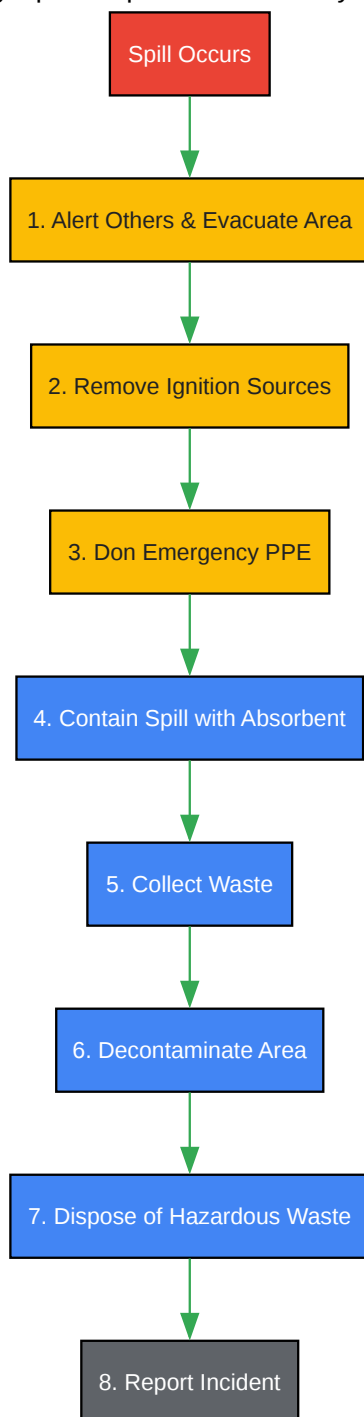 Spill Occurs
1. Alert Others & Evacuate Area
2. Remove Ignition Sources
3. Don Emergency PPE
4. Contain Spill with Absorbent
5. Collect Waste
6. Decontaminate Area
7. Dispose of Hazardous Waste
8. Report Incident